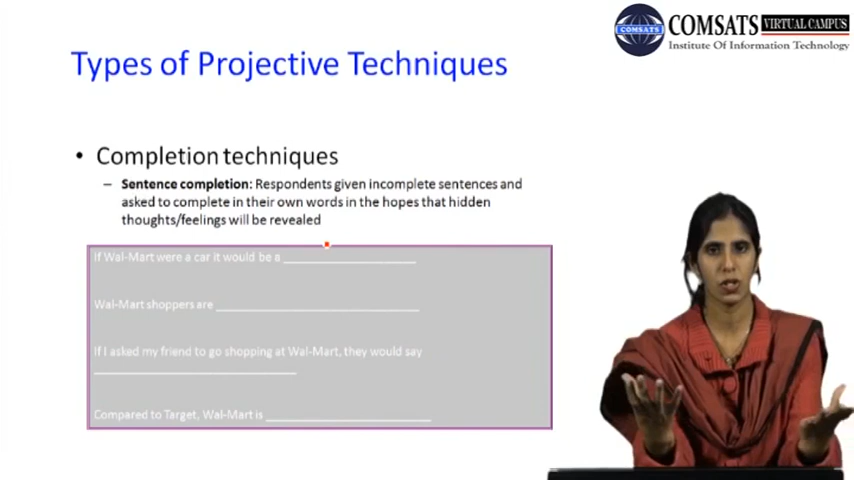 COMSATS
COMSATS VIRTUAL CAMPUS
Institute Of Information Technology
Types of Projective Techniques
• Completion techniques
– Sentence completion: Respondents given incomplete sentences and
asked to complete in their own words in the hopes that hidden
thoughts/feelings will be revealed
If Wal-Mart were a car it would be a ____________________
Wal-Mart shoppers are ______________________________
If I asked my friend to go shopping at Wal-Mart, they would say
______________________________
Compared to Target, Wal-Mart is _________________________